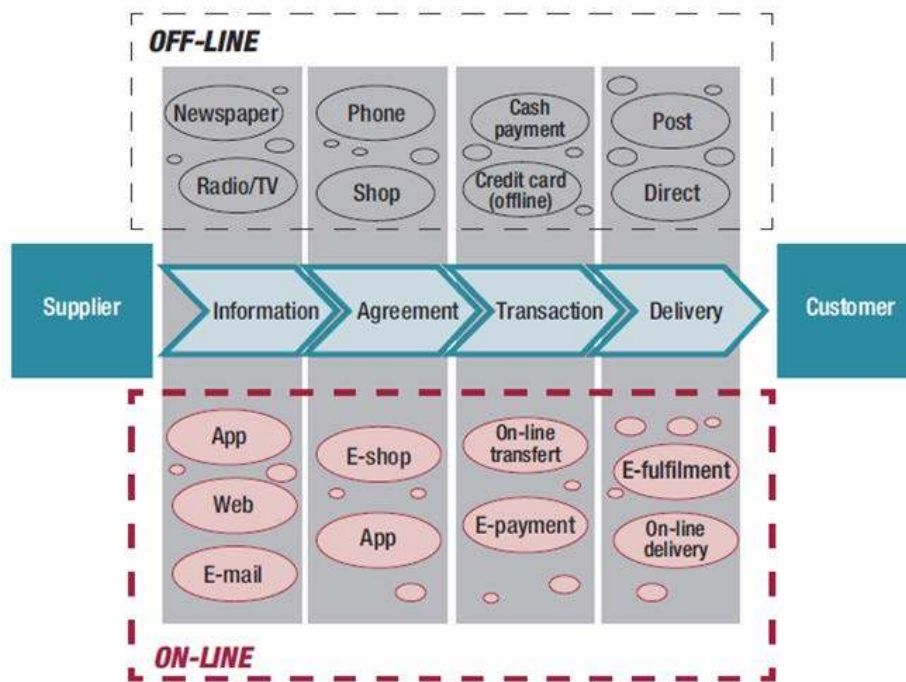 OFF-LINE
Newspaper
Radio/TV
Phone
Shop
Cash
payment
Credit card
(offline)
Post
Direct
Supplier
Information
Agreement
Transaction
Delivery
Customer
App
Web
E-mail
E-shop
App
On-line
transfert
E-payment
E-fulfilment
On-line
delivery
ON-LINE